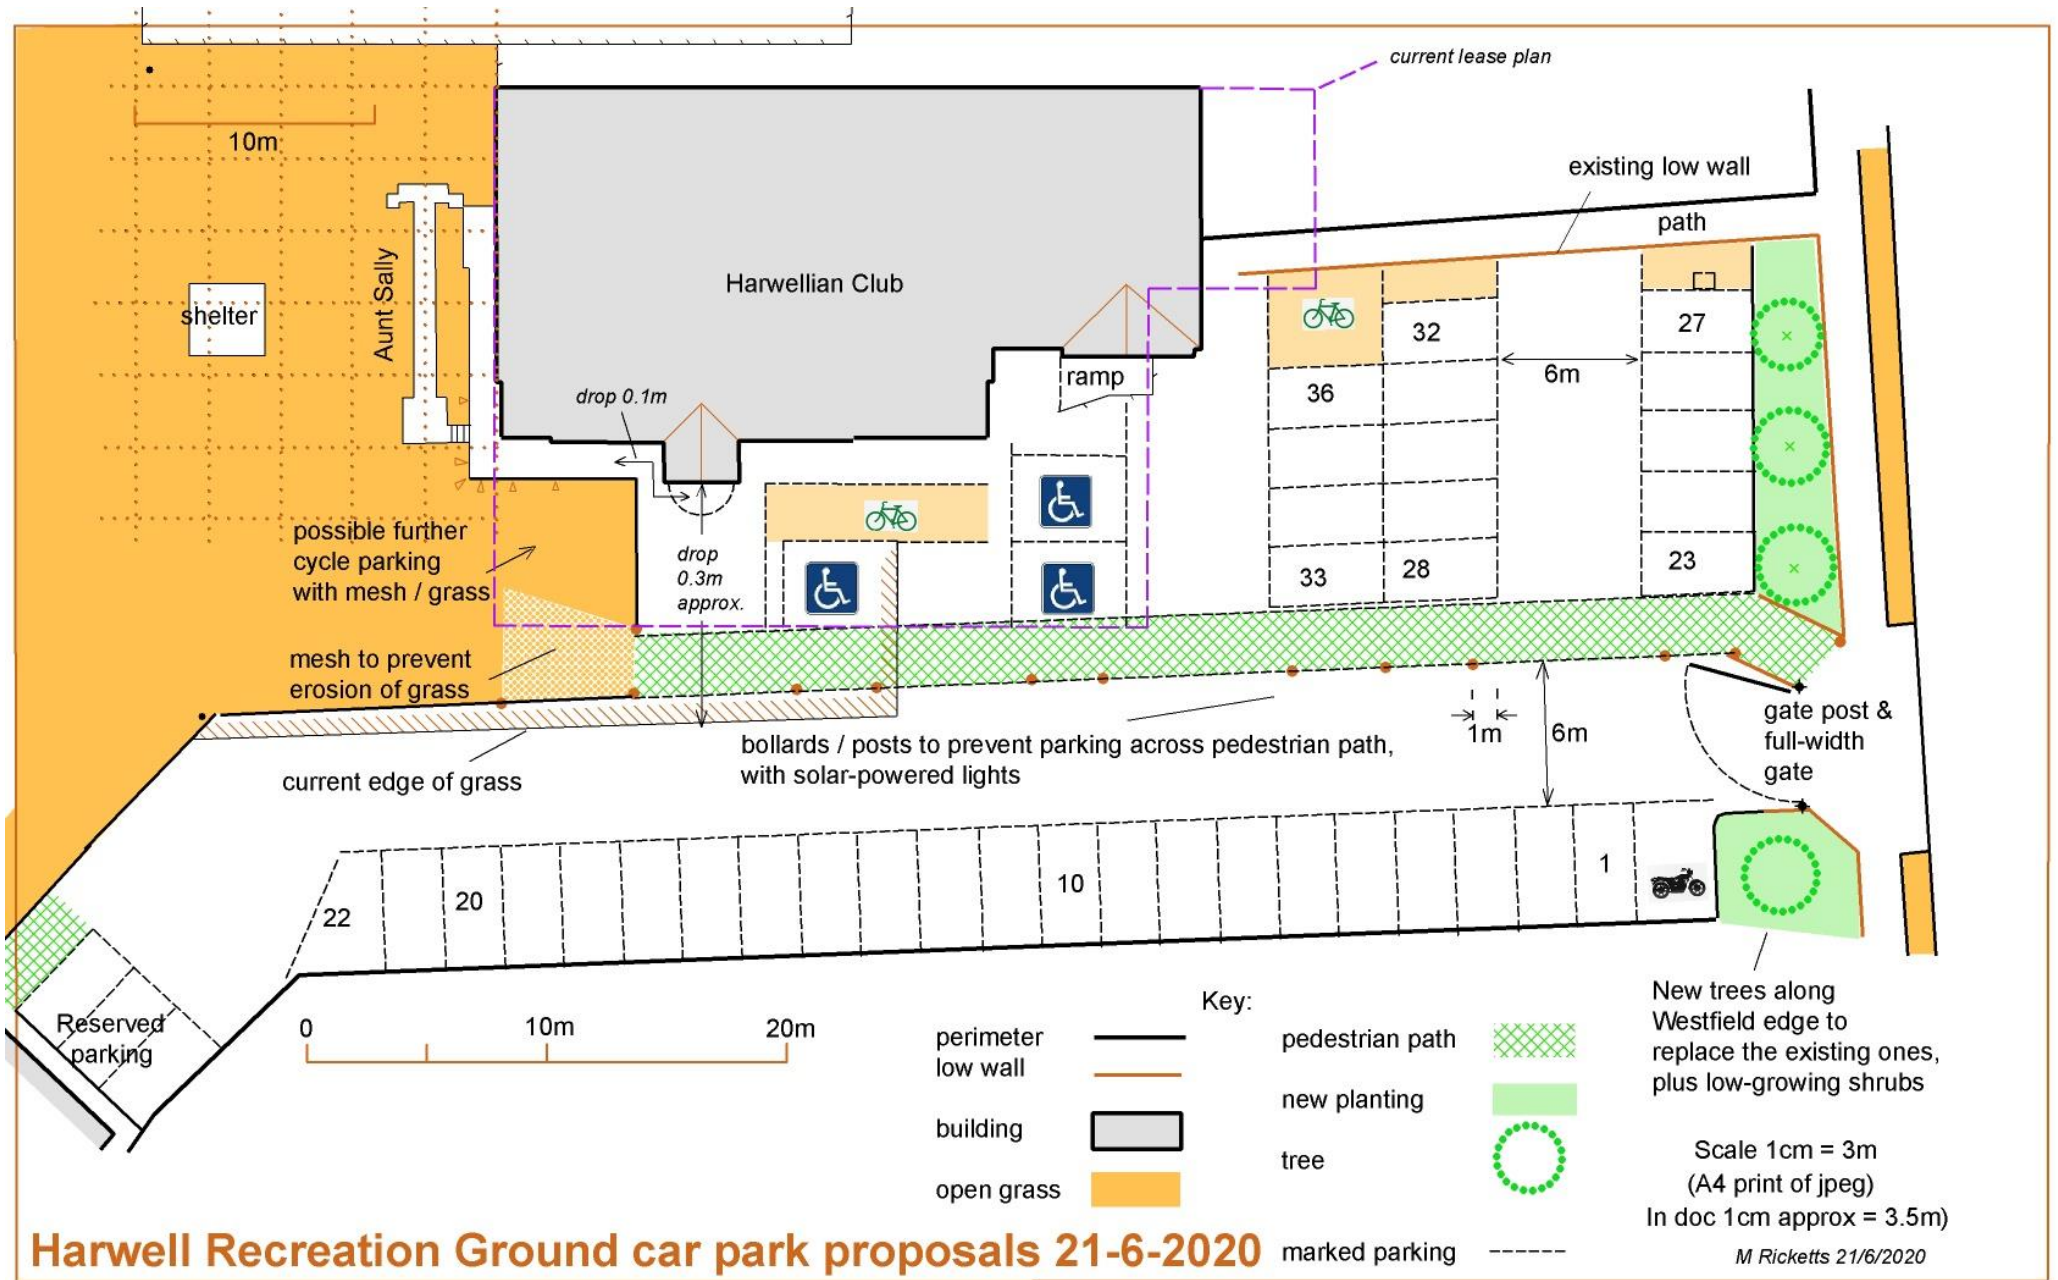 current lease plan
10m
existing low wall
path
Aunt Sally
shelter
Harwellian Club
32
27
ramp
6m
36
drop 0.1m
possible further
cycle parking
with mesh / grass
drop
0.3m
approx.
33
28
23
mesh to prevent
erosion of grass
gate post &
full-width
gate
1m
6m
bollards / posts to prevent parking across pedestrian path,
with solar-powered lights
current edge of grass
22
20
10
1
Reserved
parking
0
10m
20m
Key:
perimeter
low wall
building
open grass
pedestrian path
new planting
tree
marked parking
New trees along
Westfield edge to
replace the existing ones,
plus low-growing shrubs
Scale 1cm = 3m
(A4 print of jpeg)
In doc 1cm approx = 3.5m)
M Ricketts 21/6/2020
Harwell Recreation Ground car park proposals 21-6-2020